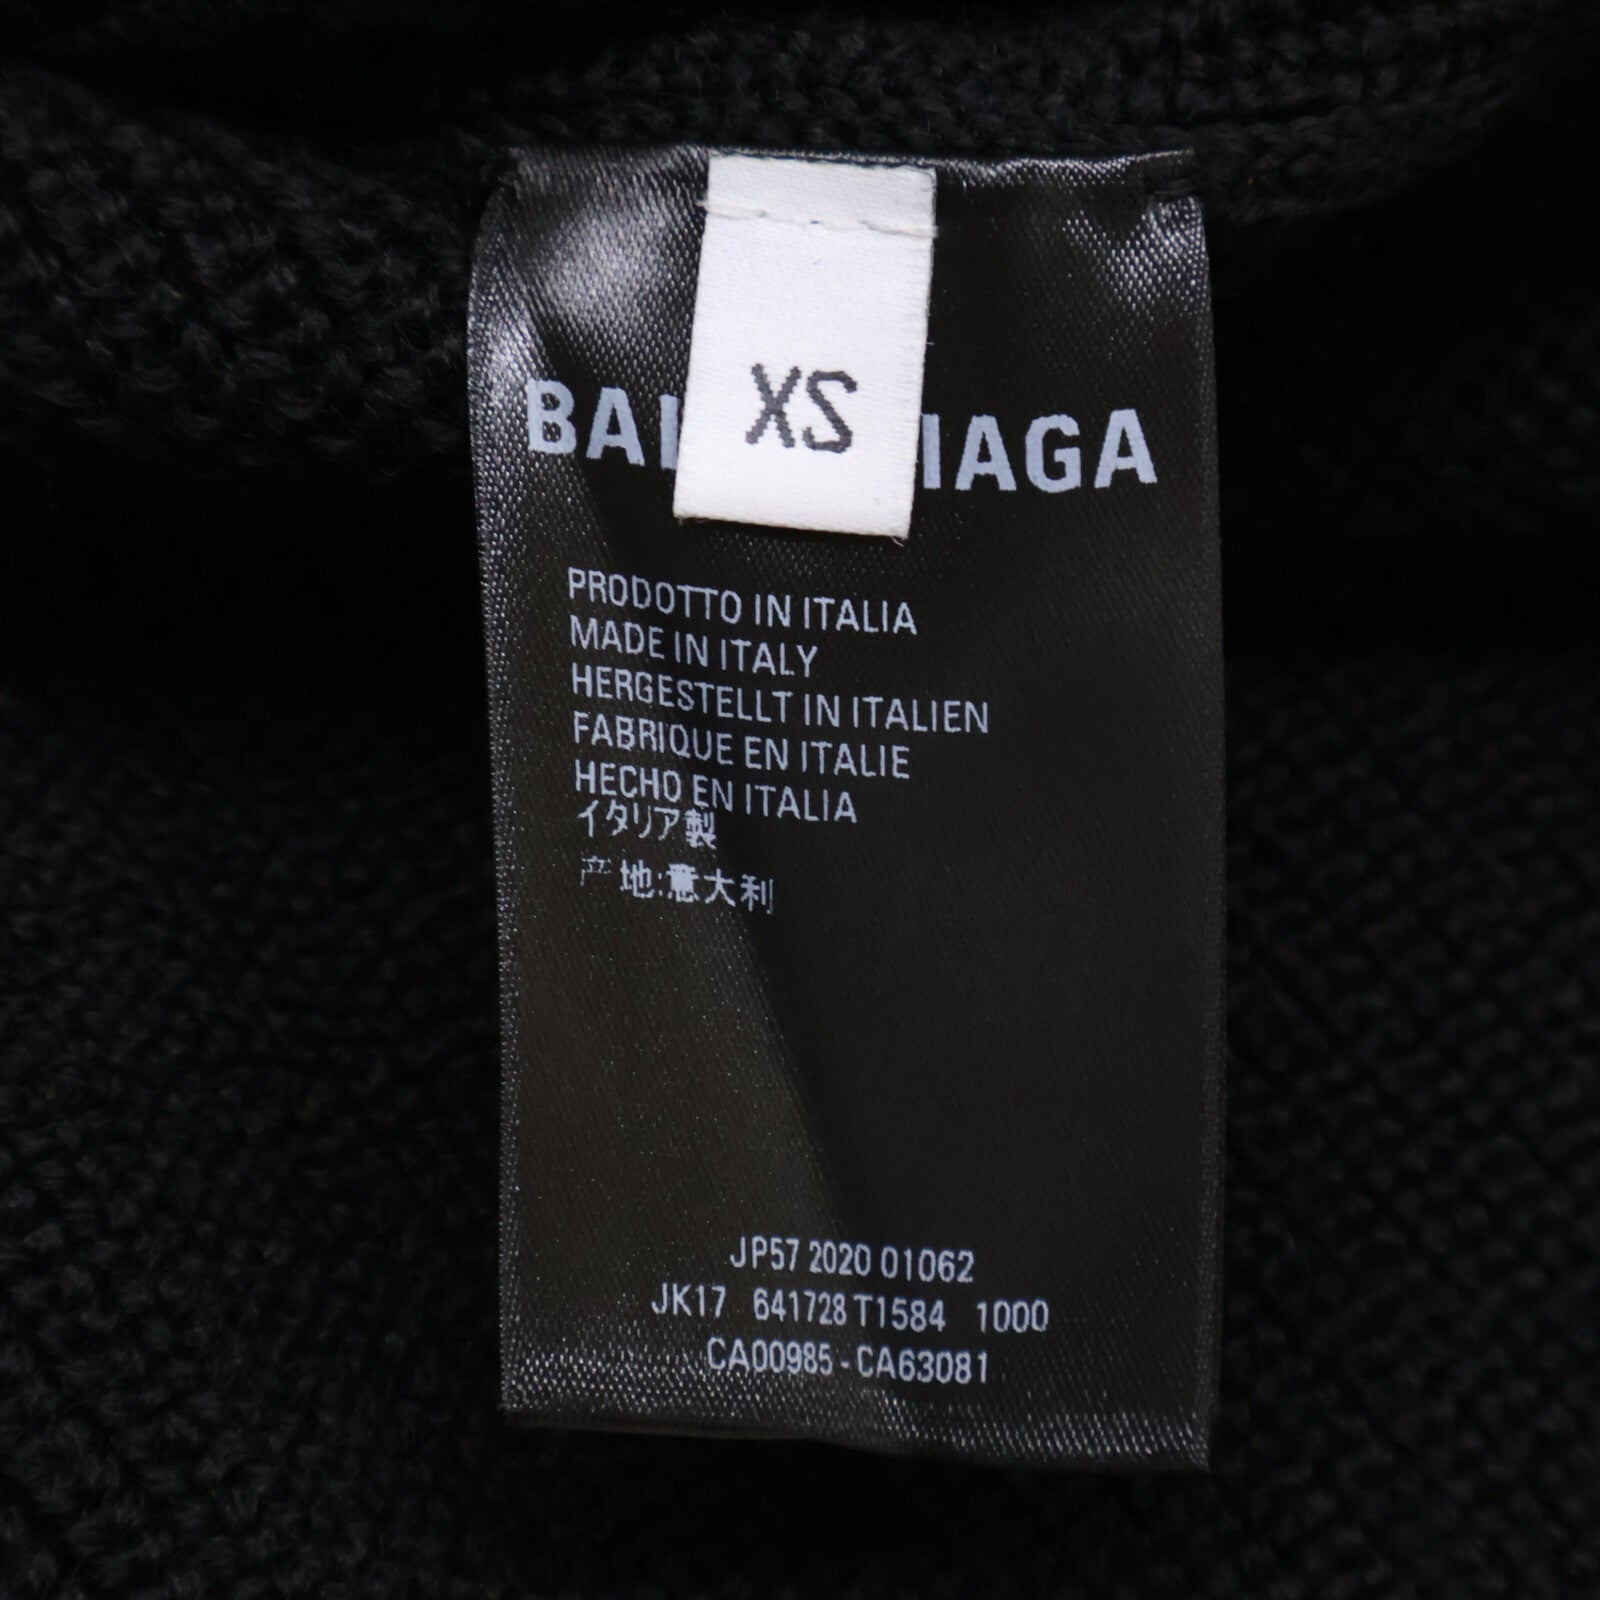 XS
BAL IAGA
PRODOTTO IN ITALIA
MADE IN ITALY
HERGESTELLT IN ITALIEN
FABRIQUE EN ITALIE
HECHO EN ITALIA
イタリア製
产地:意大利
JP57 2020 01062
JK17 641728 T1584 1000
CA00985-CA63081